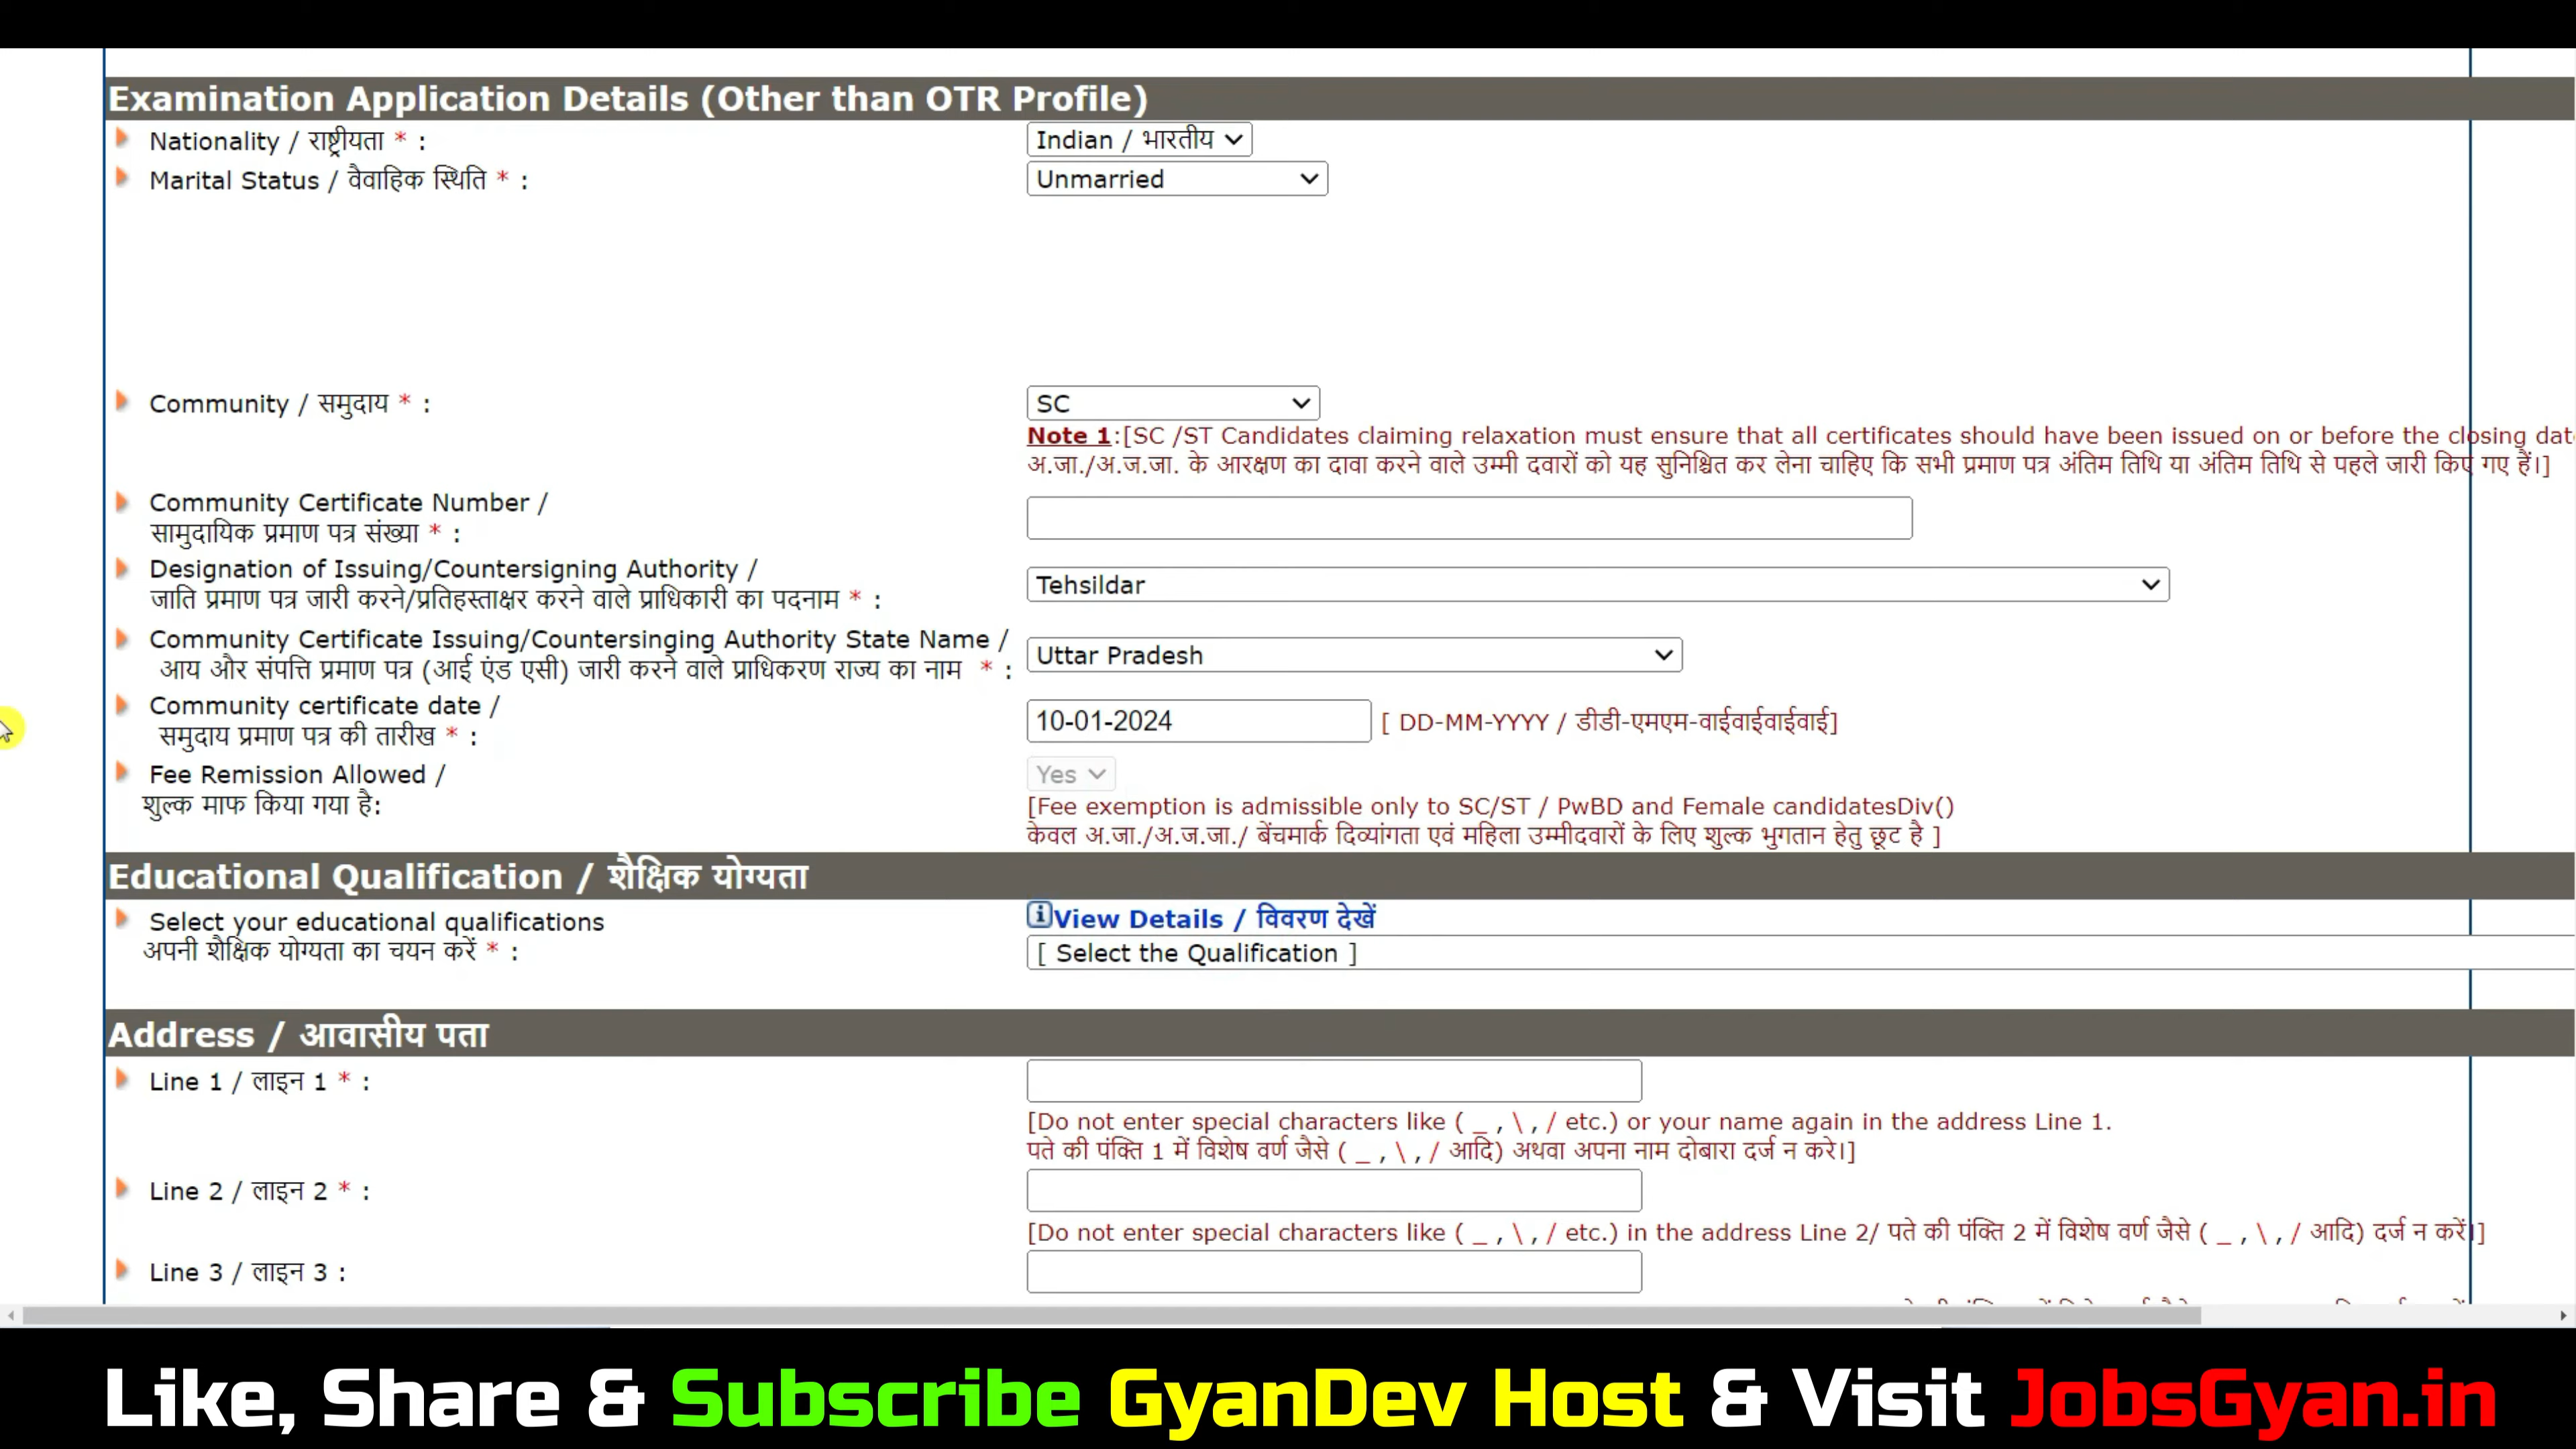 Examination Application Details (Other than OTR Profile)
Nationality / राष्ट्रीयता * : Indian / भारतीय
Marital Status / वैवाहिक स्थिति * : Unmarried
Community / समुदाय * : SC
Note 1:[SC /ST Candidates claiming relaxation must ensure that all certificates should have been issued on or before the closing dat
अ.जा./अ.ज.जा. के आरक्षण का दावा करने वाले उम्मी दवारों को यह सुनिश्चित कर लेना चाहिए कि सभी प्रमाण पत्र अंतिम तिथि या अंतिम तिथि से पहले जारी किए गए हैं।]
Community Certificate Number /
सामुदायिक प्रमाण पत्र संख्या * :
Designation of Issuing/Countersigning Authority /
जाति प्रमाण पत्र जारी करने/प्रतिहस्ताक्षर करने वाले प्राधिकारी का पदनाम * :
Tehsildar
Community Certificate Issuing/Countersinging Authority State Name /
आय और संपत्ति प्रमाण पत्र (आई एंड एसी) जारी करने वाले प्राधिकरण राज्य का नाम * :
Uttar Pradesh
Community certificate date /
समुदाय प्रमाण पत्र की तारीख * :
10-01-2024 [ DD-MM-YYYY / डीडी-एमएम-वाईवाईवाईवाई]
Fee Remission Allowed /
शुल्क माफ किया गया है:
Yes
[Fee exemption is admissible only to SC/ST / PwBD and Female candidatesDiv()
केवल अ.जा./अ.ज.जा./ बेंचमार्क दिव्यांगता एवं महिला उम्मीदवारों के लिए शुल्क भुगतान हेतु छूट है ]
Educational Qualification / शैक्षिक योग्यता
Select your educational qualifications
अपनी शैक्षिक योग्यता का चयन करें * :
View Details / विवरण देखें
[ Select the Qualification ]
Address / आवासीय पता
Line 1 / लाइन 1 * :
[Do not enter special characters like ( _ , \ , / etc.) or your name again in the address Line 1.
पते की पंक्ति 1 में विशेष वर्ण जैसे ( _ , \ , / आदि) अथवा अपना नाम दोबारा दर्ज न करे।]
Line 2 / लाइन 2 * :
[Do not enter special characters like ( _ , \ , / etc.) in the address Line 2/ पते की पंक्ति 2 में विशेष वर्ण जैसे ( _ , \ , / आदि) दर्ज न करें।]
Line 3 / लाइन 3 :
Like, Share & Subscribe GyanDev Host & Visit JobsGyan.in